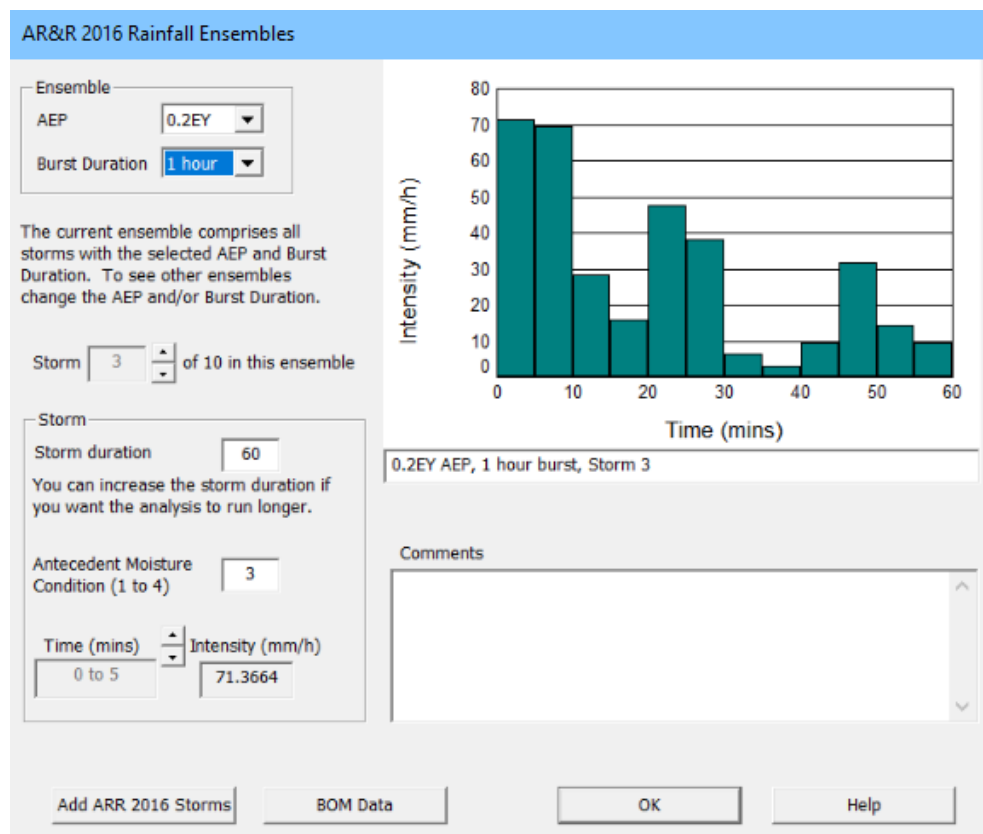 AR&R 2016 Rainfall Ensembles
Ensemble
AEP 0.2EY
Burst Duration 1 hour
The current ensemble comprises all
storms with the selected AEP and Burst
Duration. To see other ensembles
change the AEP and/or Burst Duration.
Storm 3 of 10 in this ensemble
Storm
Storm duration 60
You can increase the storm duration if
you want the analysis to run longer.
Antecedent Moisture
Condition (1 to 4) 3
Time (mins) Intensity (mm/h)
0 to 5 71.3664
80
70
60
50
40
30
20
10
0
Intensity (mm/h)
0 10 20 30 40 50 60
Time (mins)
0.2EY AEP, 1 hour burst, Storm 3
Comments
Add ARR 2016 Storms BOM Data OK Help